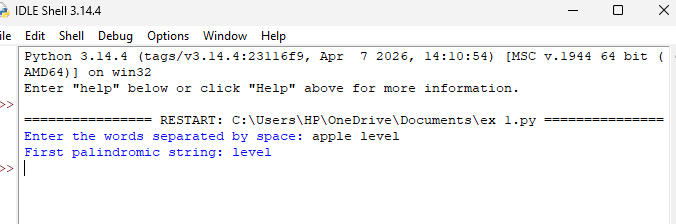 IDLE Shell 3.14.4
ile Edit Shell Debug Options Window Help
Python 3.14.4 (tags/v3.14.4:23116f9, Apr  7 2026, 14:10:54) [MSC v.1944 64 bit (
AMD64)] on win32
Enter "help" below or click "Help" above for more information.
>>
================ RESTART: C:\Users\HP\OneDrive\Documents\ex 1.py ===============
Enter the words separated by space: apple level
First palindromic string: level
>>